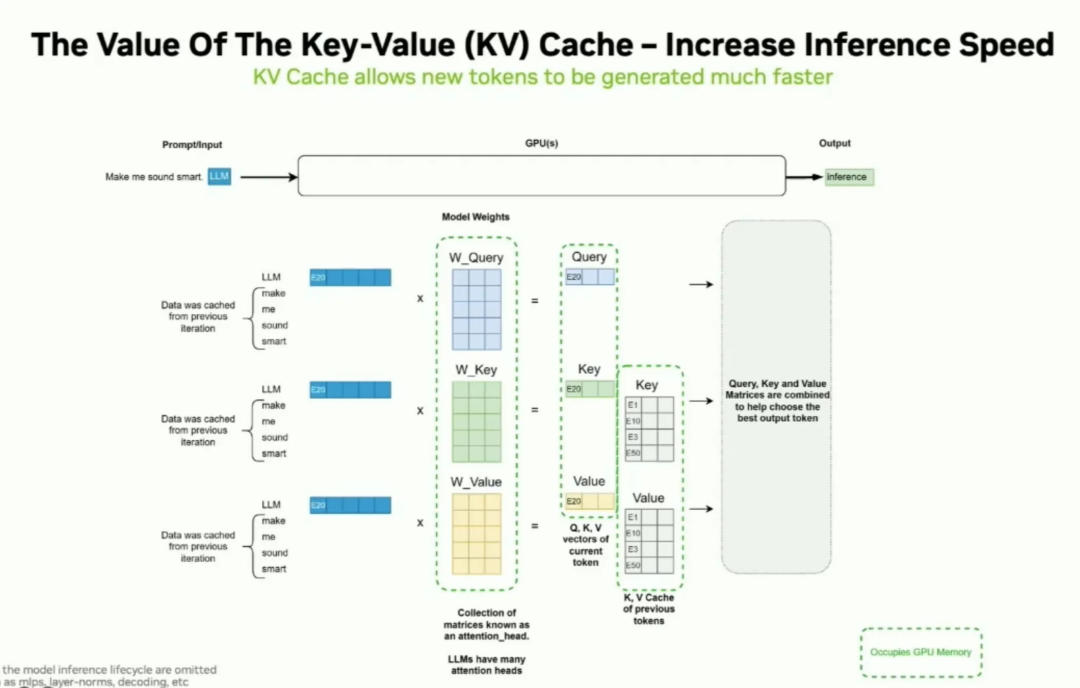 The Value Of The Key-Value (KV) Cache – Increase Inference Speed
KV Cache allows new tokens to be generated much faster
Prompt/Input
GPU(s)
Output
Make me sound smart. LLM
inference
Model Weights
W_Query
Query
LLM
E20
E20
make
me
sound
smart
Data was cached
from previous
iteration
x
=
W_Key
Key
LLM
E20
E20
make
me
sound
smart
Data was cached
from previous
iteration
x
=
Key
E1
E10
E3
E50
Query, Key and Value
Matrices are combined
to help choose the
best output token
W_Value
Value
LLM
E20
E20
make
me
sound
smart
Data was cached
from previous
iteration
x
=
Value
E1
E10
E3
E50
Q, K, V
vectors of
current
token
K, V Cache
of previous
tokens
Collection of
matrices known as
an attention_head.
LLMs have many
attention heads
Occupies GPU Memory
the model inference lifecycle are omitted
as mlps, layer-norms, decoding, etc